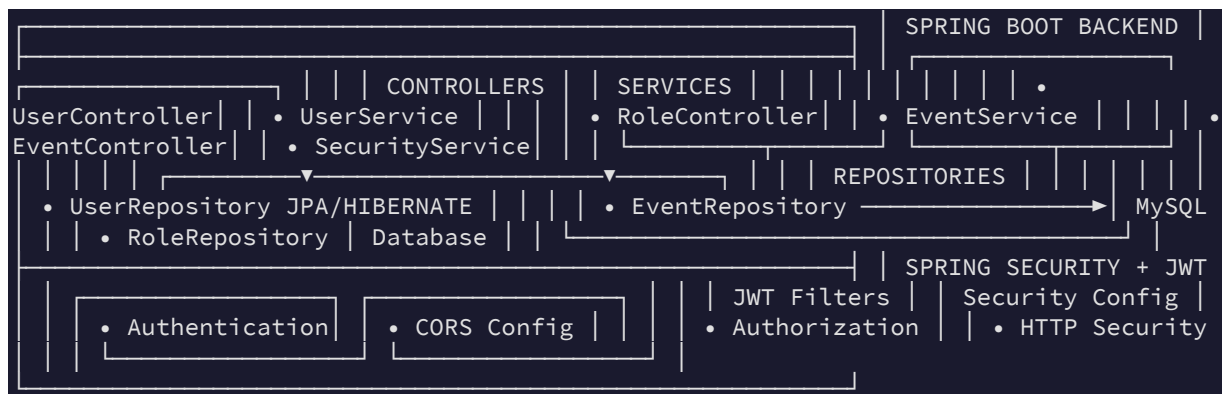 SPRING BOOT BACKEND
CONTROLLERS SERVICES •
UserController • UserService • RoleController • EventService •
EventController • SecurityService
REPOSITORIES
• UserRepository JPA/HIBERNATE • EventRepository MySQL
• RoleRepository Database
SPRING SECURITY + JWT
JWT Filters Security Config
• Authentication • CORS Config • Authorization • HTTP Security